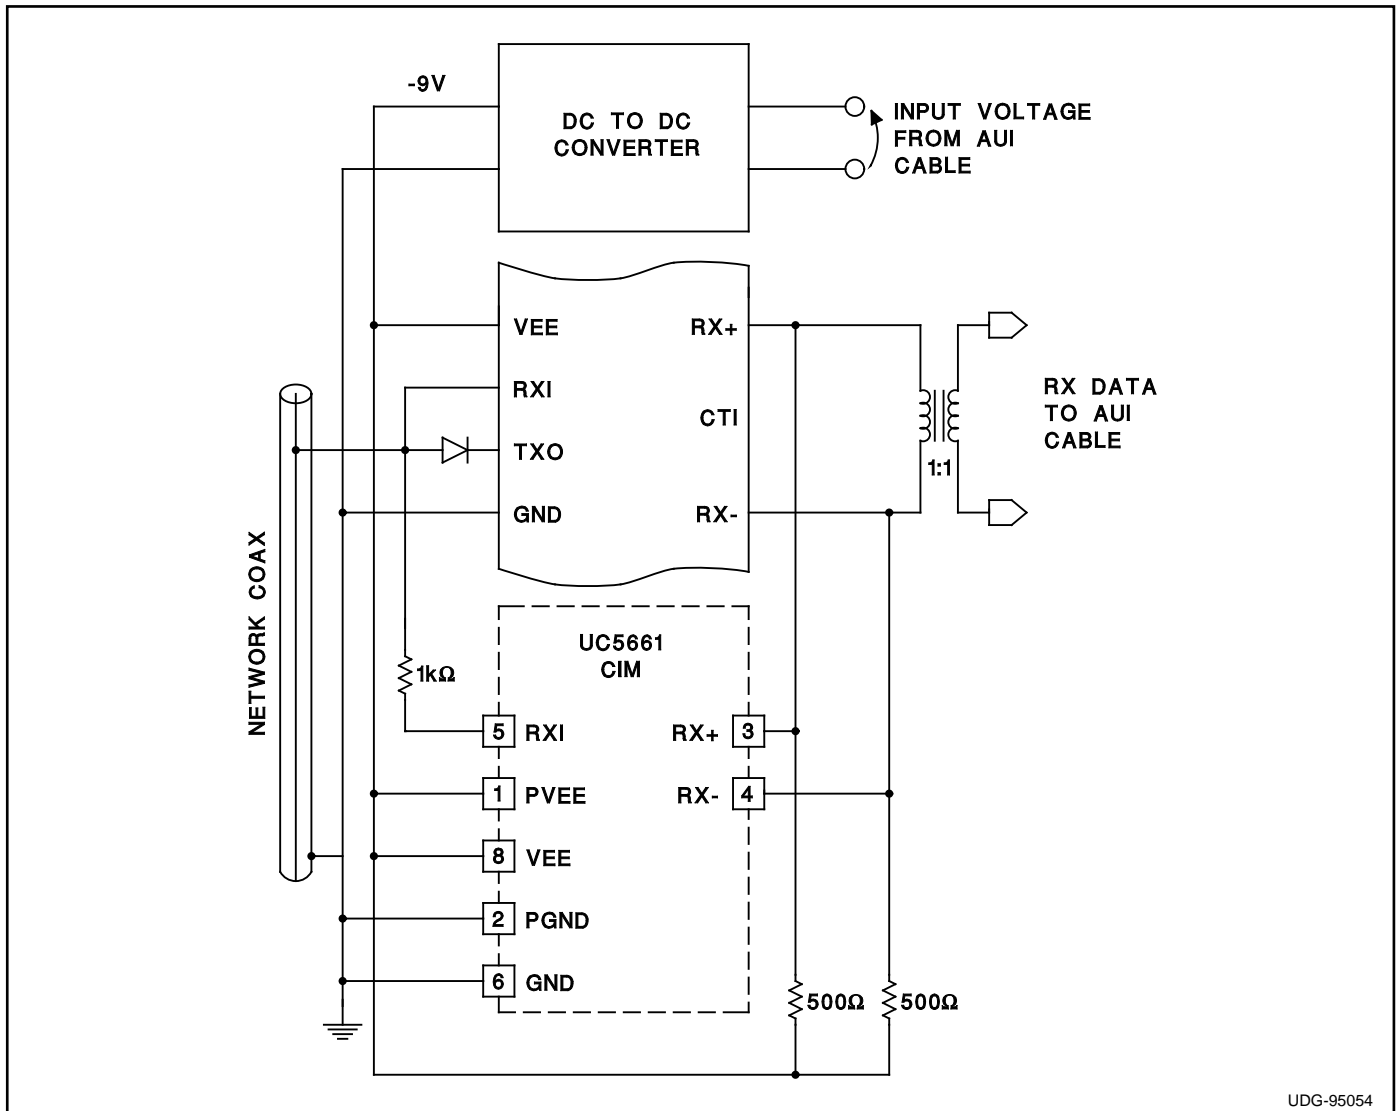 -9V
DC TO DC
CONVERTER
INPUT VOLTAGE
FROM AUI
CABLE
VEE
RX+
RXI
CTI
TXO
GND
RX-
1:1
RX DATA
TO AUI
CABLE
NETWORK COAX
UC5661
CIM
1kΩ
5 RXI
RX+ 3
1 PVEE
RX- 4
8 VEE
2 PGND
6 GND
500Ω
500Ω
UDG-95054